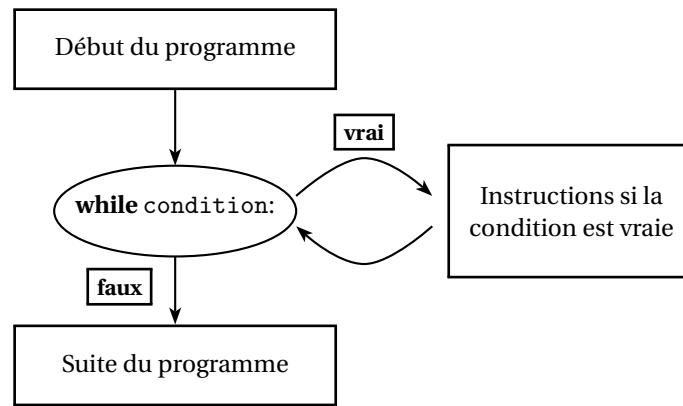 Début du programme
vrai
while condition:
Instructions si la
condition est vraie
faux
Suite du programme